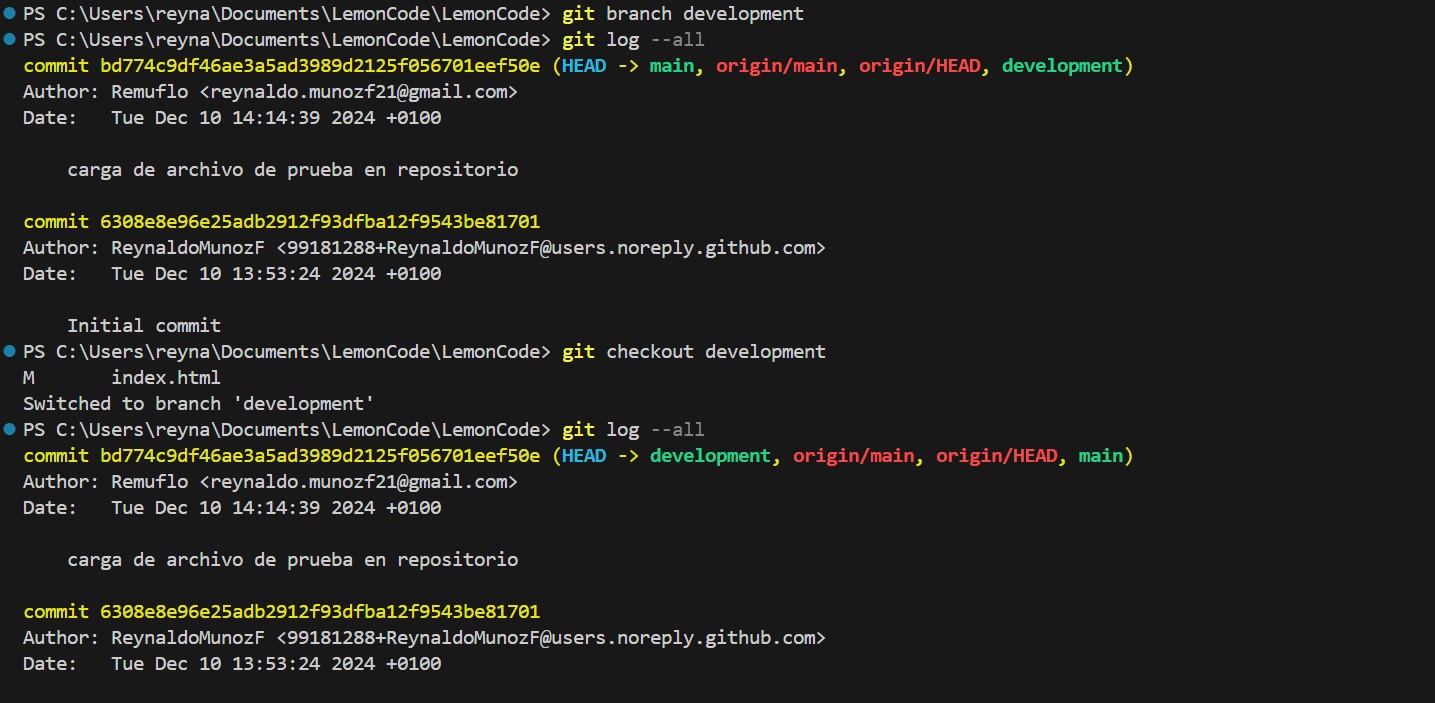 PS C:\Users\reyna\Documents\LemonCode\LemonCode> git branch development
PS C:\Users\reyna\Documents\LemonCode\LemonCode> git log --all
commit bd774c9df46ae3a5ad3989d2125f056701eef50e (HEAD -> main, origin/main, origin/HEAD, development)
Author: Remuflo <reynaldo.munozf21@gmail.com>
Date:   Tue Dec 10 14:14:39 2024 +0100
    carga de archivo de prueba en repositorio
commit 6308e8e96e25adb2912f93dfba12f9543be81701
Author: ReynaldoMunozF <99181288+ReynaldoMunozF@users.noreply.github.com>
Date:   Tue Dec 10 13:53:24 2024 +0100
    Initial commit
PS C:\Users\reyna\Documents\LemonCode\LemonCode> git checkout development
M       index.html
Switched to branch 'development'
PS C:\Users\reyna\Documents\LemonCode\LemonCode> git log --all
commit bd774c9df46ae3a5ad3989d2125f056701eef50e (HEAD -> development, origin/main, origin/HEAD, main)
Author: Remuflo <reynaldo.munozf21@gmail.com>
Date:   Tue Dec 10 14:14:39 2024 +0100
    carga de archivo de prueba en repositorio
commit 6308e8e96e25adb2912f93dfba12f9543be81701
Author: ReynaldoMunozF <99181288+ReynaldoMunozF@users.noreply.github.com>
Date:   Tue Dec 10 13:53:24 2024 +0100